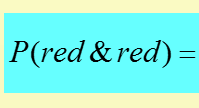 P(red & red) =